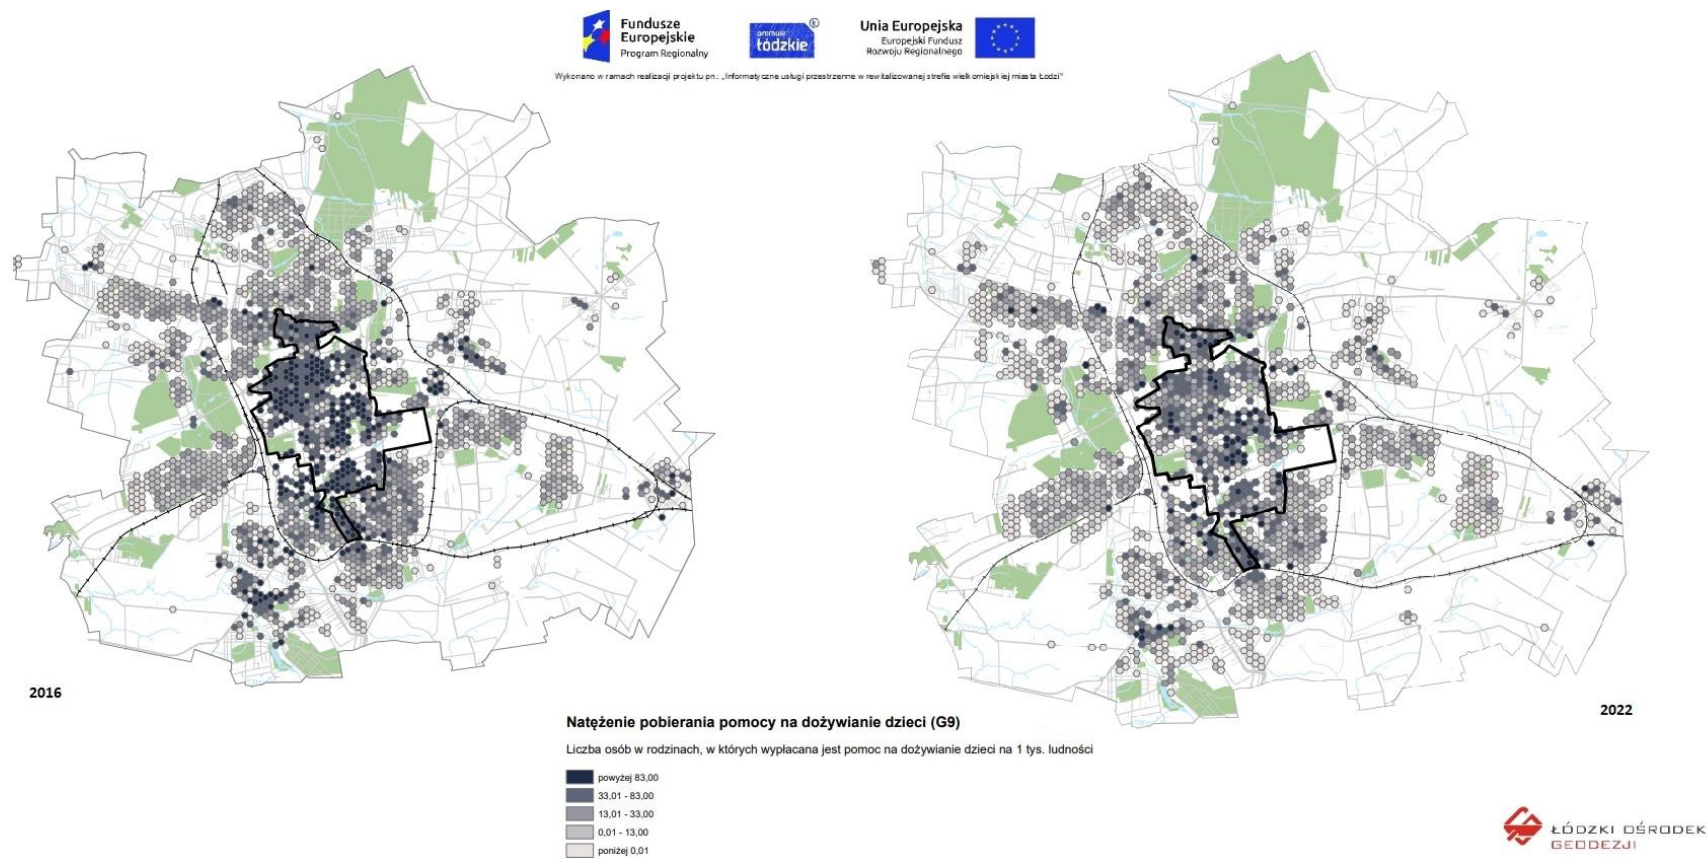 Fundusze
Europejskie
Program Regionalny
promuje
łódzkie
Unia Europejska
Europejski Fundusz
Rozwoju Regionalnego
Wykonano w ramach realizacji projektu pn.: „Informatyczne usługi przestrzenne w rewitalizowanej strefie wielkomiejskiej miasta Łodzi"
2016
2022
Natężenie pobierania pomocy na dożywianie dzieci (G9)
Liczba osób w rodzinach, w których wypłacana jest pomoc na dożywianie dzieci na 1 tys. ludności
powyżej 83,00
33,01 - 83,00
13,01 - 33,00
0,01 - 13,00
poniżej 0,01
ŁÓDZKI OŚRODEK
GEODEZJI